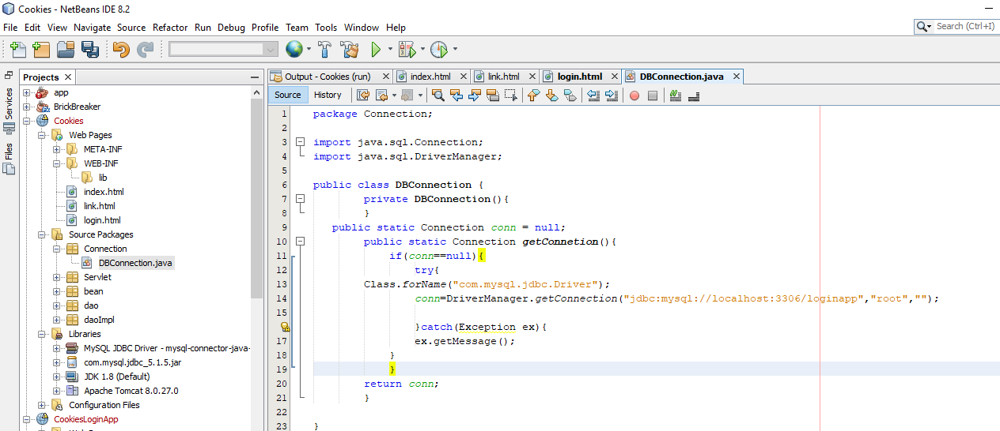 Cookies - NetBeans IDE 8.2
File Edit View Navigate Source Refactor Run Debug Profile Team Tools Window Help
Search (Ctrl+I)
Services
Files
Projects
app
BrickBreaker
Cookies
Web Pages
META-INF
WEB-INF
lib
index.html
link.html
login.html
Source Packages
Connection
DBConnection.java
Servlet
bean
dao
daoImpl
Libraries
MySQL JDBC Driver - mysql-connector-java-
com.mysql.jdbc_5.1.5.jar
JDK 1.8 (Default)
Apache Tomcat 8.0.27.0
Configuration Files
CookiesLoginApp
Output - Cookies (run) index.html link.html login.html DBConnection.java
Source History
1 package Connection;
2
3 import java.sql.Connection;
4 import java.sql.DriverManager;
5
6 public class DBConnection {
7 private DBConnection(){
8 }
9 public static Connection conn = null;
10 public static Connection getConnetion(){
11 if(conn==null){
12 try{
13 Class.forName("com.mysql.jdbc.Driver");
14 conn=DriverManager.getConnection("jdbc:mysql://localhost:3306/loginapp","root","");
15
}catch(Exception ex){
17 ex.getMessage();
18 }
19 }
20 return conn;
21 }
22
23 }